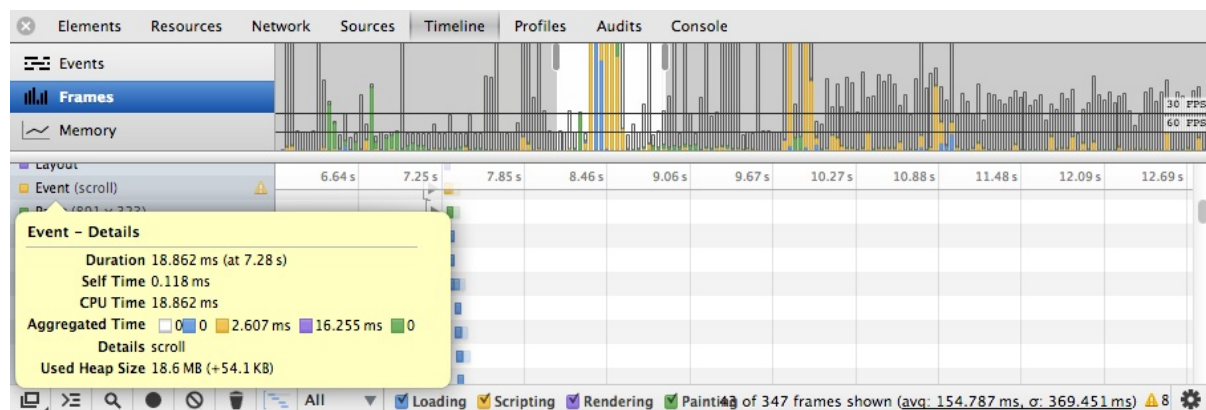 Elements Resources Network Sources Timeline Profiles Audits Console
Events
Frames
Memory
30 FPS
60 FPS
Layout
6.64 s 7.25 s 7.85 s 8.46 s 9.06 s 9.67 s 10.27 s 10.88 s 11.48 s 12.09 s 12.69 s
Event (scroll)
(801 x 323)
Event – Details
Duration 18.862 ms (at 7.28 s)
Self Time 0.118 ms
CPU Time 18.862 ms
Aggregated Time 0 0 2.607 ms 16.255 ms 0
Details scroll
Used Heap Size 18.6 MB (+54.1 KB)
All Loading Scripting Rendering Painting 43 of 347 frames shown (avg: 154.787 ms, σ: 369.451 ms) 8